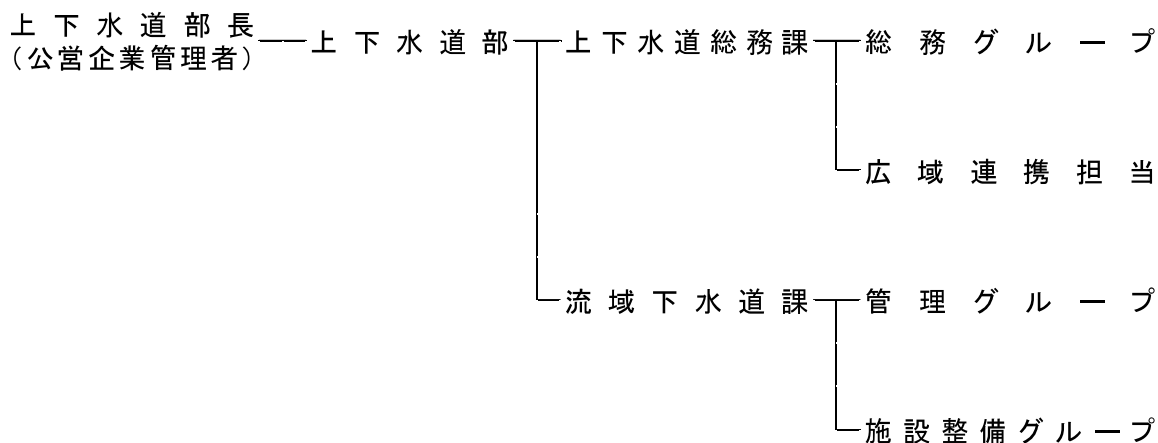 上下水道部長
（公営企業管理者）
上下水道部
上下水道総務課
総務グループ
広域連携担当
流域下水道課
管理グループ
施設整備グループ